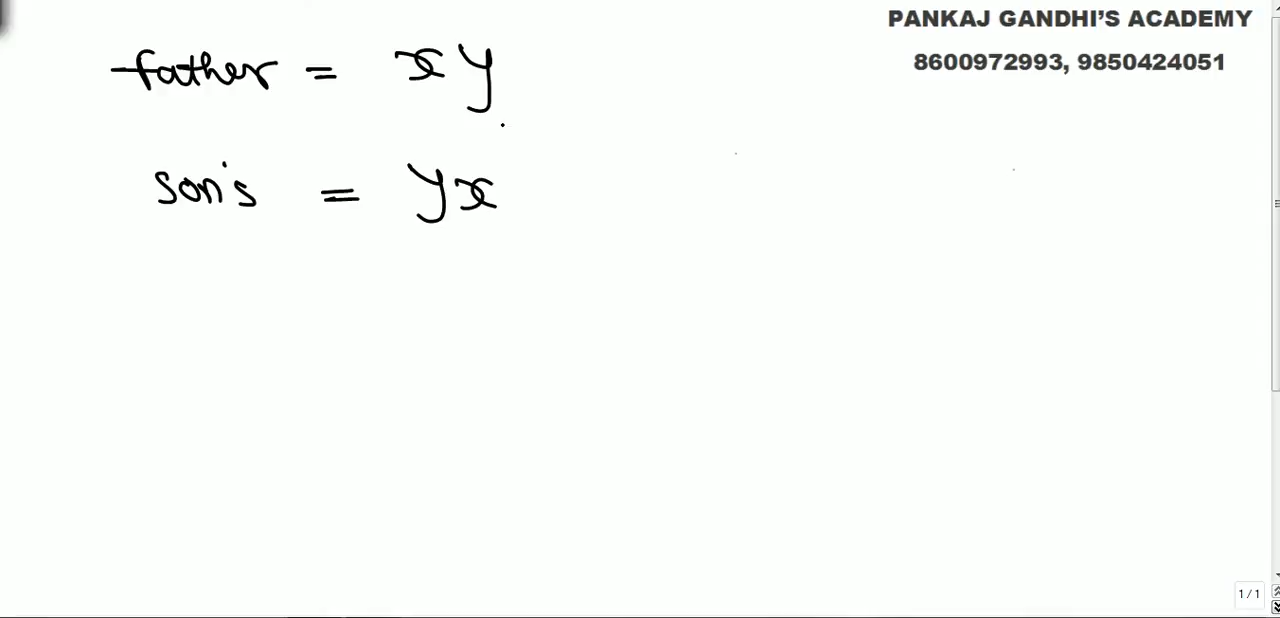 PANKAJ GANDHI'S ACADEMY
8600972993, 9850424051
father = xy
son's = yx
1 / 1